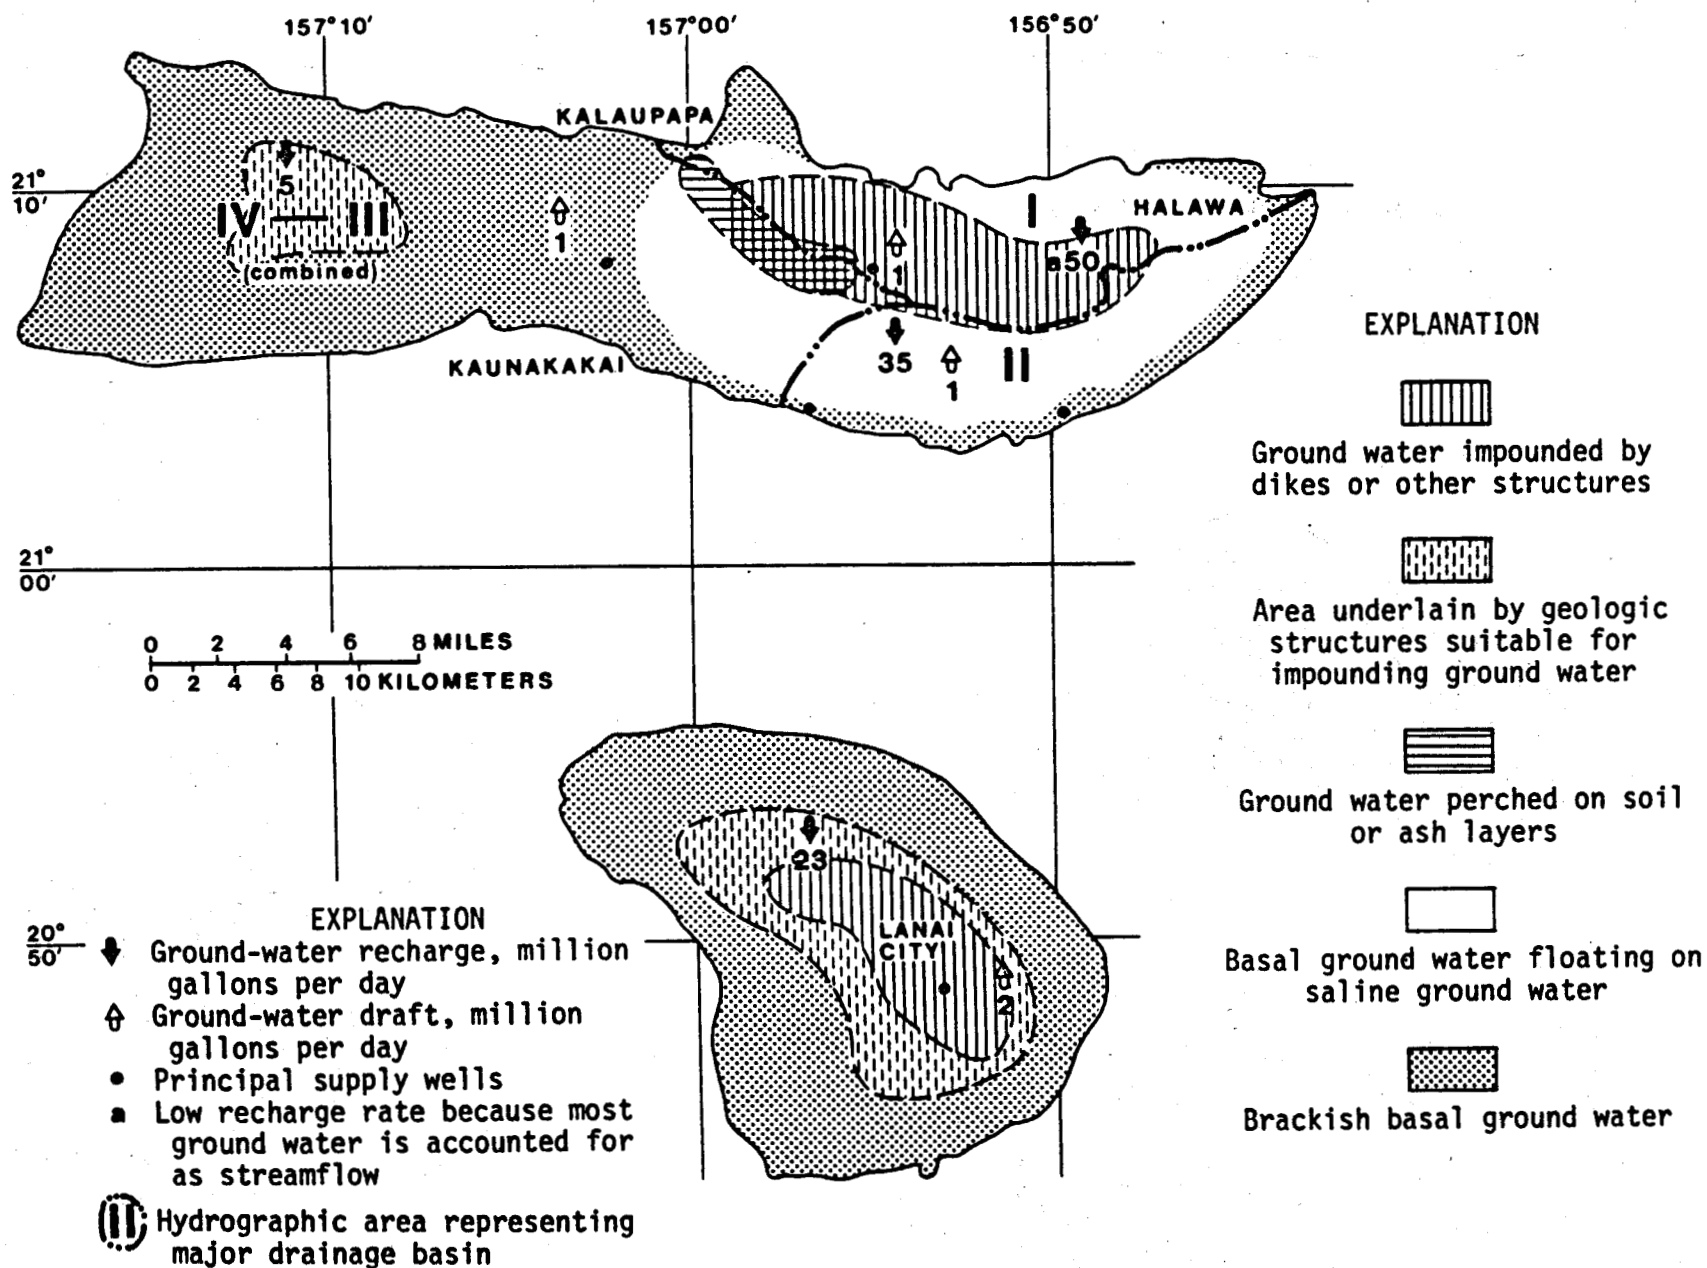 157°10′
157°00′
156°50′
KALAUPAPA
21°
10′
5
IV — III
(combined)
1
I
HALAWA
1
a50
35
1
II
KAUNAKAKAI
21°
00′
0 2 4 6 8 MILES
0 2 4 6 8 10 KILOMETERS
23
LANAI
CITY
2
20°
50′
EXPLANATION
Ground-water recharge, million
gallons per day
Ground-water draft, million
gallons per day
Principal supply wells
a Low recharge rate because most
ground water is accounted for
as streamflow
II Hydrographic area representing
major drainage basin
EXPLANATION
Ground water impounded by
dikes or other structures
Area underlain by geologic
structures suitable for
impounding ground water
Ground water perched on soil
or ash layers
Basal ground water floating on
saline ground water
Brackish basal ground water